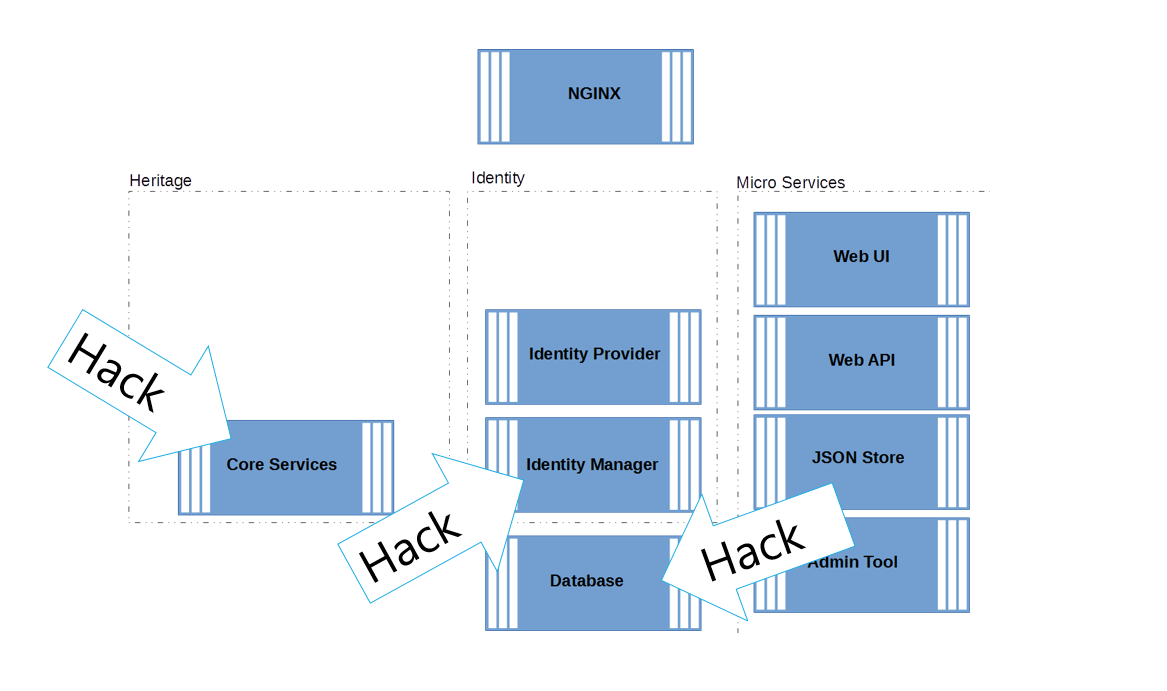 NGINX
Heritage
Identity
Micro Services
Web UI
Identity Provider
Web API
Hack
Core Services
Identity Manager
JSON Store
Hack
Hack
Database
Admin Tool